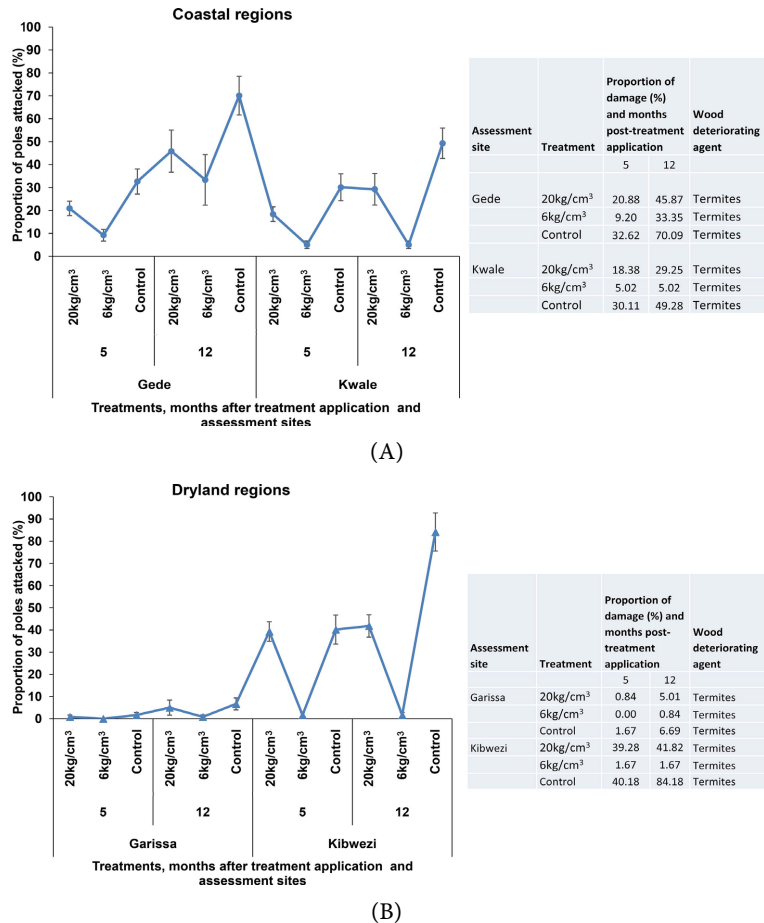 Coastal regions
Proportion of poles attacked (%)
100
90
80
70
60
50
40
30
20
10
0
20kg/cm³ 6kg/cm³ Control 20kg/cm³ 6kg/cm³ Control 20kg/cm³ 6kg/cm³ Control 20kg/cm³ 6kg/cm³ Control
5 12 5 12
Gede Kwale
Treatments, months after treatment application and
assessment sites
Assessment site Treatment Proportion of damage (%) and months post-treatment application Wood deteriorating agent
5 12
Gede 20kg/cm³ 20.88 45.87 Termites
6kg/cm³ 9.20 33.35 Termites
Control 32.62 70.09 Termites
Kwale 20kg/cm³ 18.38 29.25 Termites
6kg/cm³ 5.02 5.02 Termites
Control 30.11 49.28 Termites
(A)
Dryland regions
Proportion of poles attacked (%)
100
90
80
70
60
50
40
30
20
10
0
20kg/cm³ 6kg/cm³ Control 20kg/cm³ 6kg/cm³ Control 20kg/cm³ 6kg/cm³ Control 20kg/cm³ 6kg/cm³ Control
5 12 5 12
Garissa Kibwezi
Treatments, months after treatment application and
assessment sites
Assessment site Treatment Proportion of damage (%) and months post-treatment application Wood deteriorating agent
5 12
Garissa 20kg/cm³ 0.84 5.01 Termites
6kg/cm³ 0.00 0.84 Termites
Control 1.67 6.69 Termites
Kibwezi 20kg/cm³ 39.28 41.82 Termites
6kg/cm³ 1.67 1.67 Termites
Control 40.18 84.18 Termites
(B)